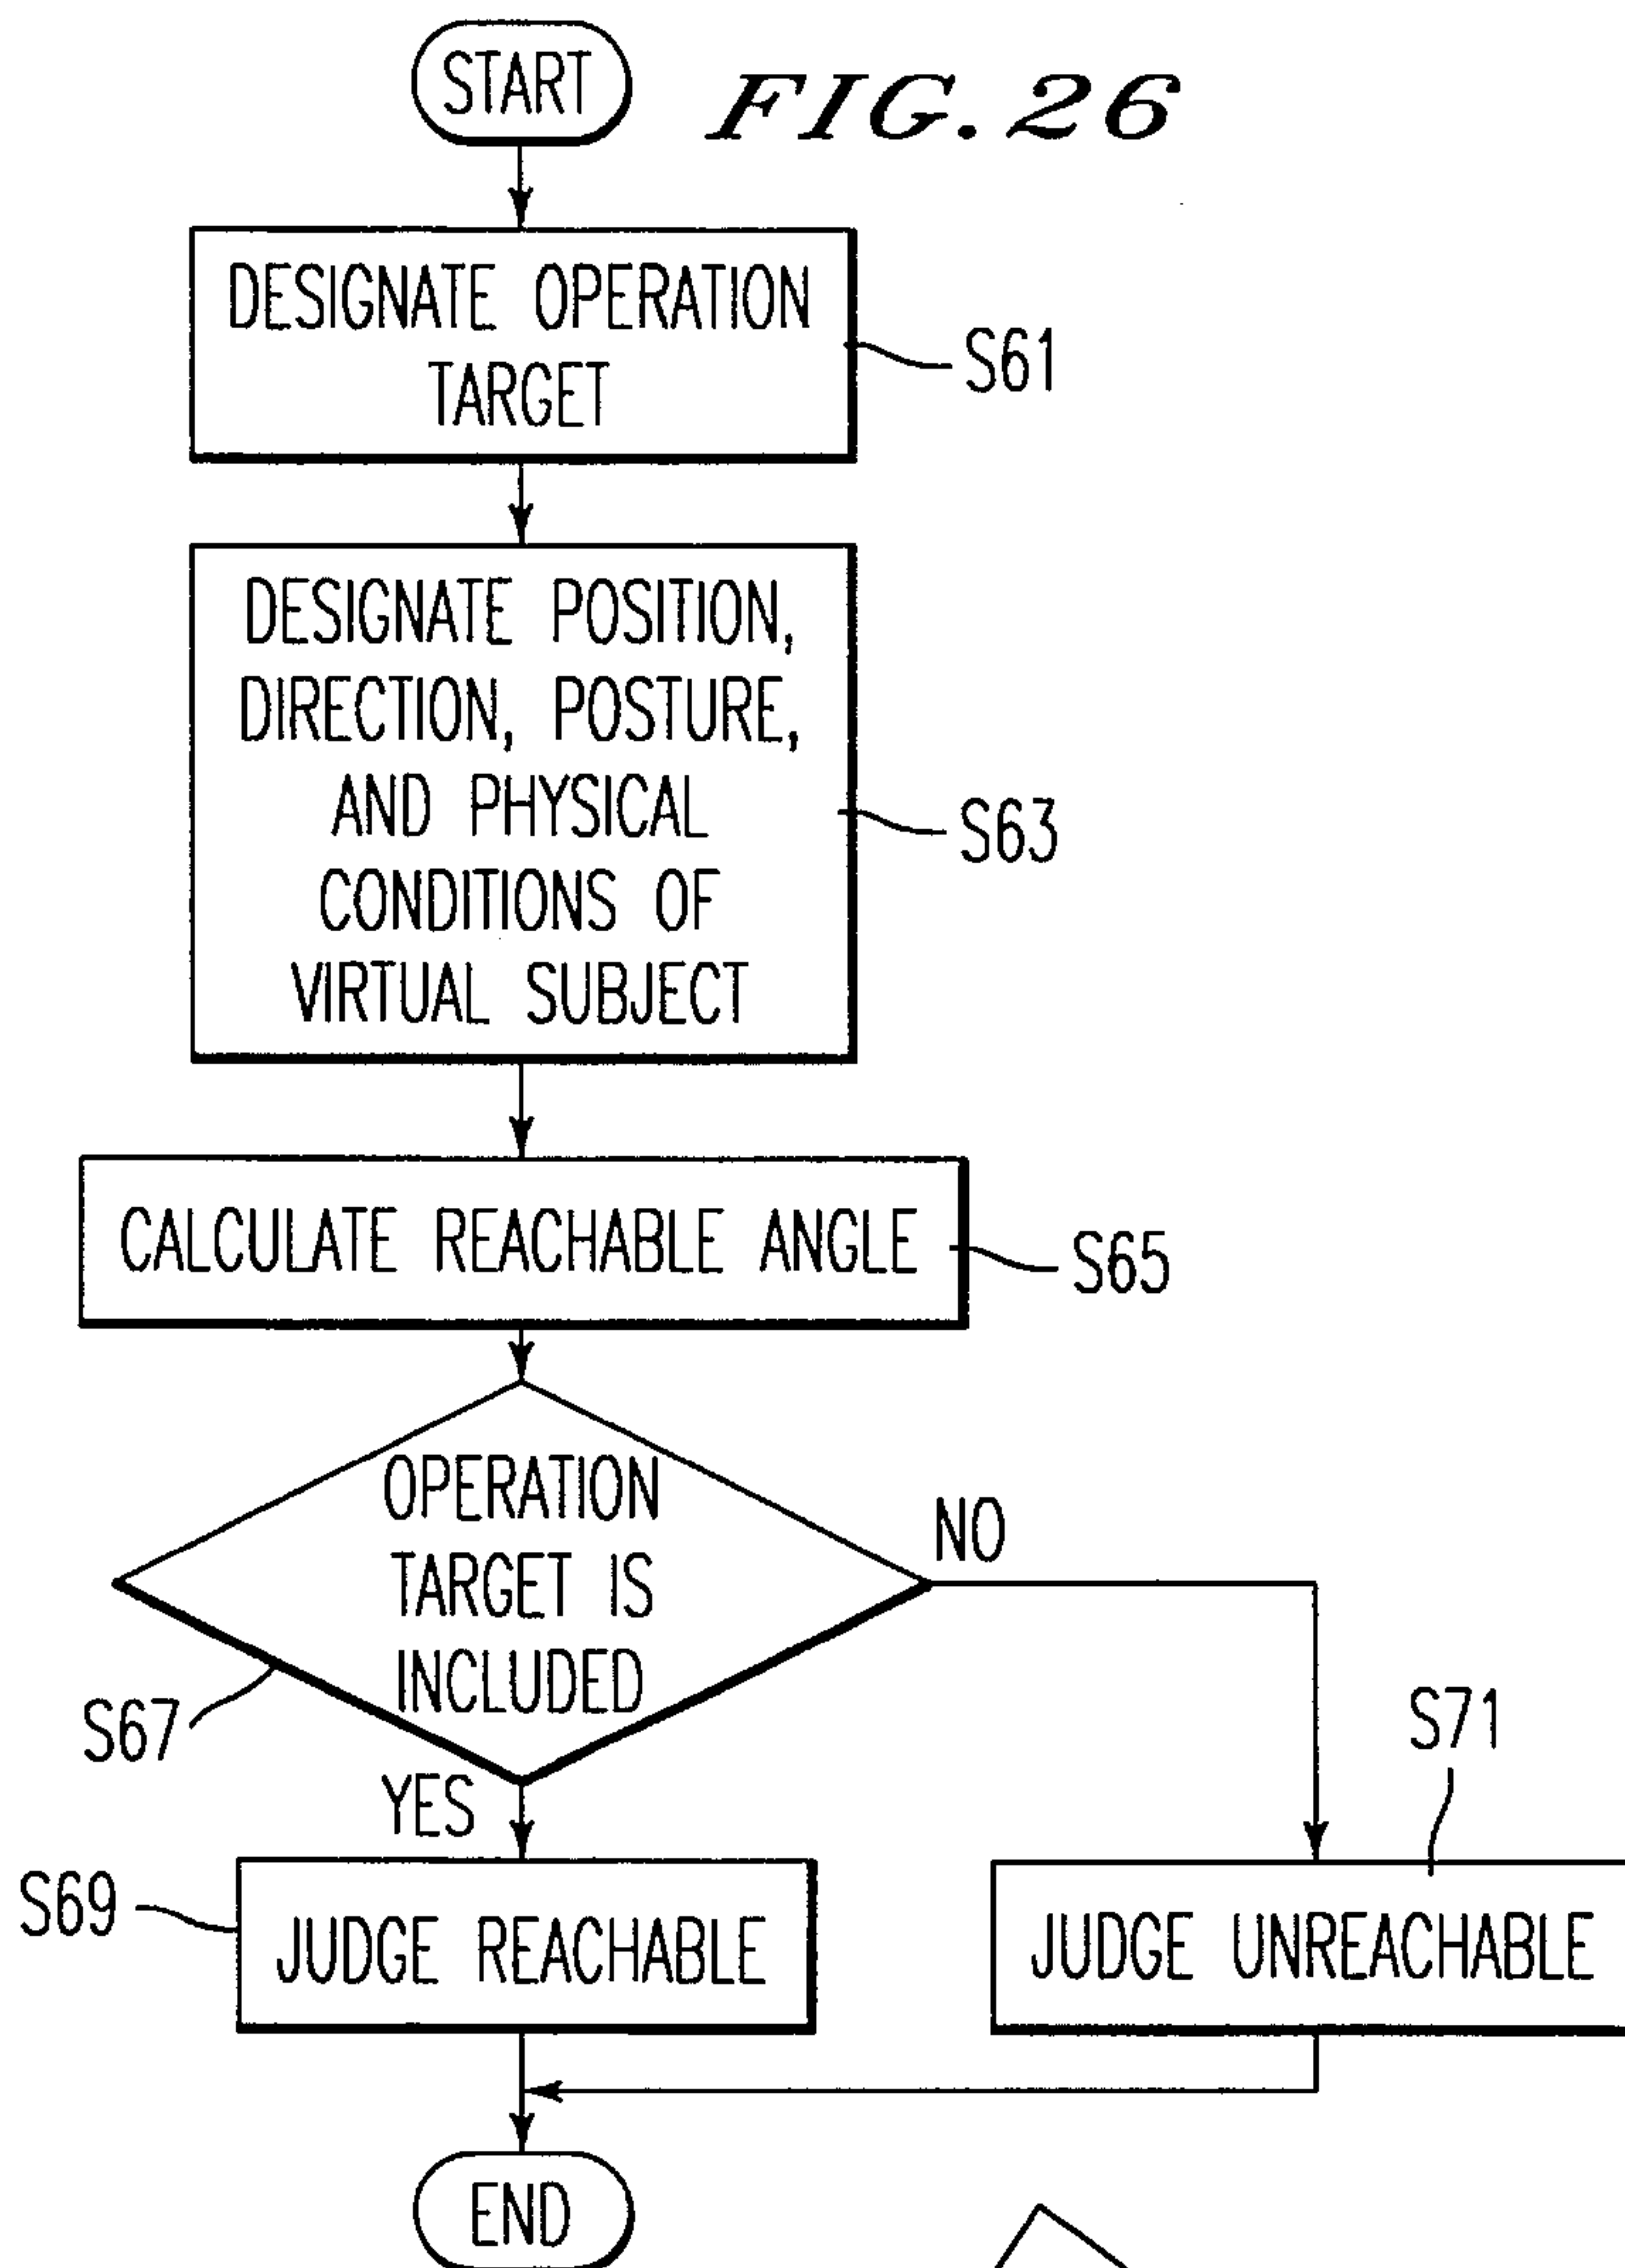 START
FIG. 26
DESIGNATE OPERATION
TARGET
S61
DESIGNATE POSITION,
DIRECTION, POSTURE,
AND PHYSICAL
CONDITIONS OF
VIRTUAL SUBJECT
S63
CALCULATE REACHABLE ANGLE
S65
OPERATION
TARGET IS
INCLUDED
NO
S67
YES
S71
S69
JUDGE REACHABLE
JUDGE UNREACHABLE
END